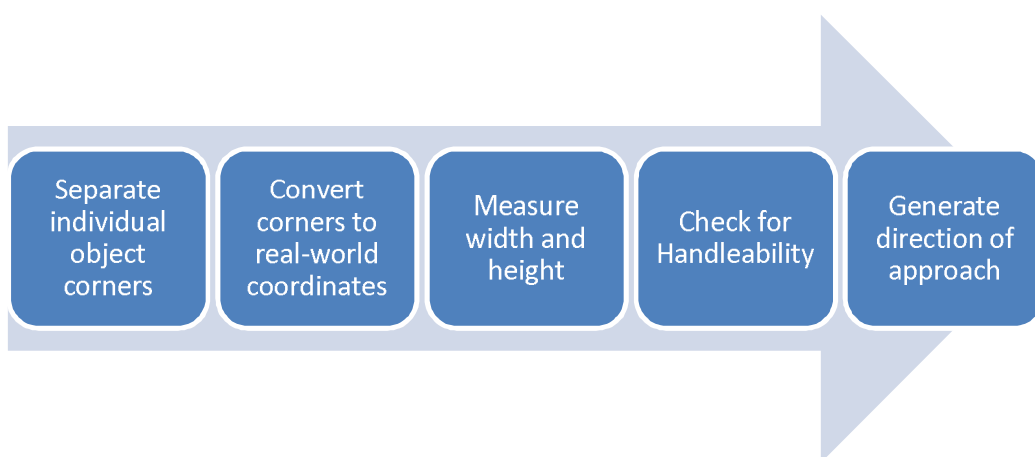 Separate
individual
object
corners
Convert
corners to
real-world
coordinates
Measure
width and
height
Check for
Handleability
Generate
direction of
approach